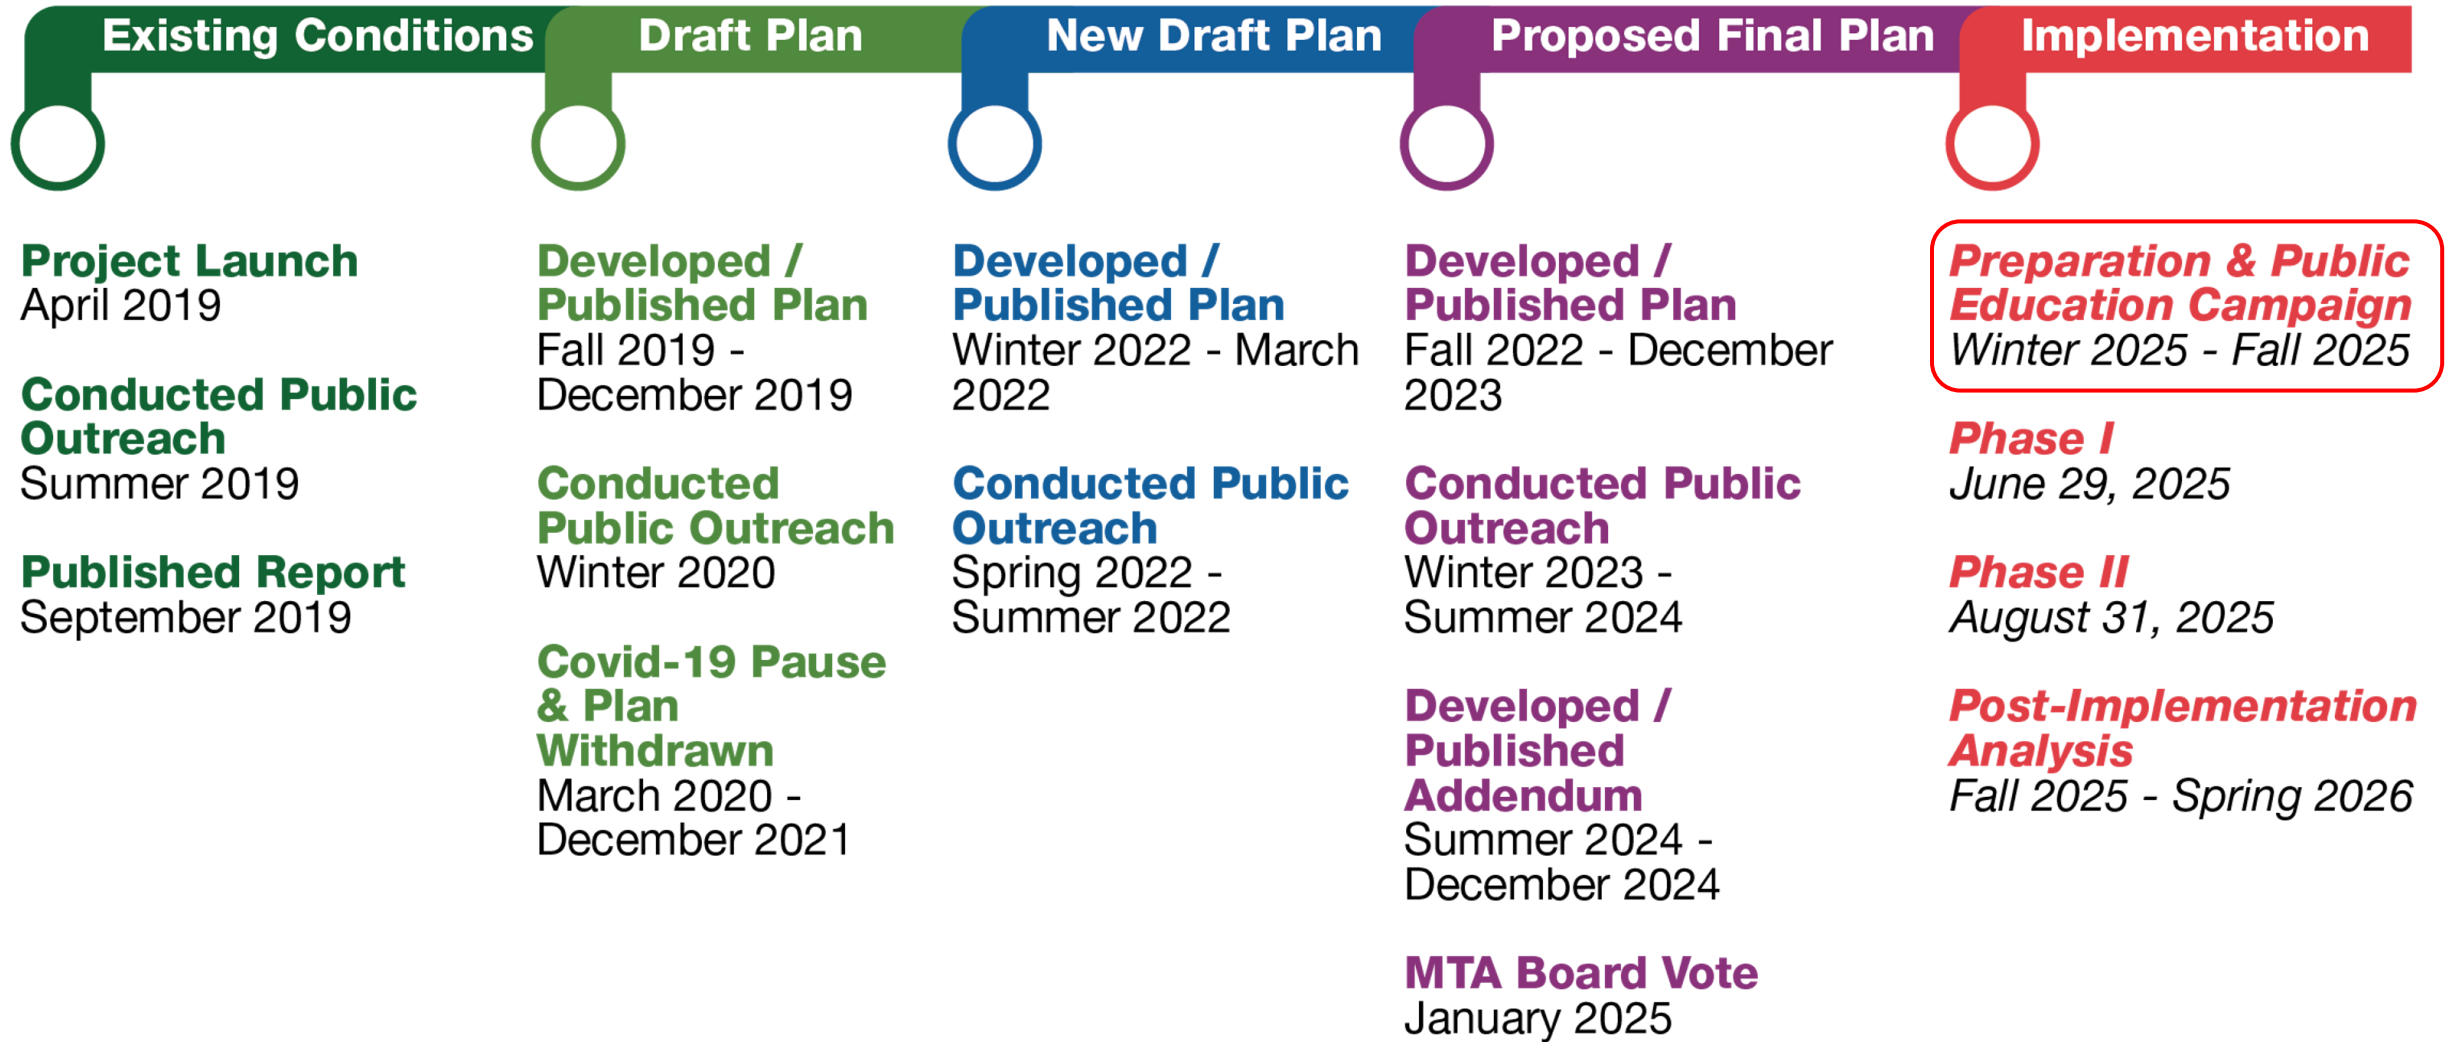 Existing Conditions
Draft Plan
New Draft Plan
Proposed Final Plan
Implementation
Project Launch
April 2019
Conducted Public
Outreach
Summer 2019
Published Report
September 2019
Developed /
Published Plan
Fall 2019 -
December 2019
Conducted
Public Outreach
Winter 2020
Covid-19 Pause
& Plan
Withdrawn
March 2020 -
December 2021
Developed /
Published Plan
Winter 2022 - March
2022
Conducted Public
Outreach
Spring 2022 -
Summer 2022
Developed /
Published Plan
Fall 2022 - December
2023
Conducted Public
Outreach
Winter 2023 -
Summer 2024
Developed /
Published
Addendum
Summer 2024 -
December 2024
MTA Board Vote
January 2025
Preparation & Public
Education Campaign
Winter 2025 - Fall 2025
Phase I
June 29, 2025
Phase II
August 31, 2025
Post-Implementation
Analysis
Fall 2025 - Spring 2026